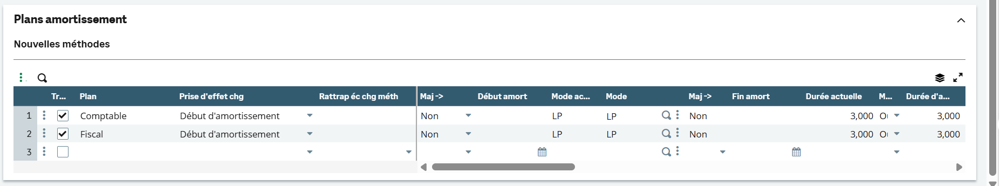 Plans amortissement
Nouvelles méthodes
Tr... Plan Prise d'effet chg Rattrap éc chg méth Maj -> Début amort Mode ac... Mode Maj -> Fin amort Durée actuelle M... Durée d'a...
1 Comptable Début d'amortissement Non LP LP Non 3,000 3,000
2 Fiscal Début d'amortissement Non LP LP Non 3,000 3,000
3